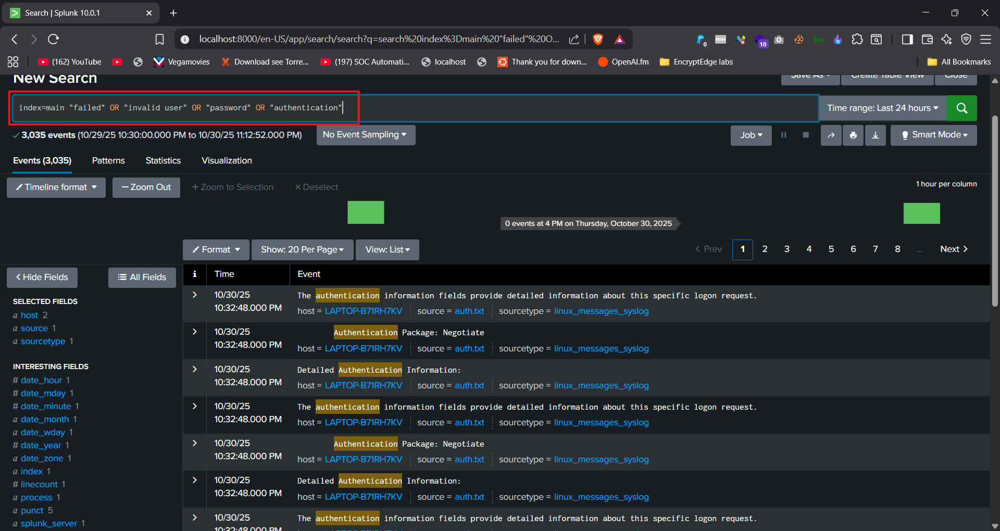 Search | Splunk 10.0.1
localhost:8000/en-US/app/search/search?q=search%20index%3Dmain%20"failed"%20O...
0
10
(162) YouTube
Vegamovies
Download see Torre...
(197) SOC Automati...
localhost
Thank you for down...
OpenAI.fm
EncryptEdge labs
All Bookmarks
New Search
Save As
Create Table View
Close
index=main "failed" OR "invalid user" OR "password" OR "authentication"
Time range: Last 24 hours
3,035 events (10/29/25 10:30:00.000 PM to 10/30/25 11:12:52.000 PM)
No Event Sampling
Job
Smart Mode
Events (3,035)
Patterns
Statistics
Visualization
Timeline format
— Zoom Out
+ Zoom to Selection
× Deselect
1 hour per column
0 events at 4 PM on Thursday, October 30, 2025
Format
Show: 20 Per Page
View: List
< Prev
1
2
3
4
5
6
7
8
...
Next >
< Hide Fields
All Fields
i
Time
Event
SELECTED FIELDS
a host 2
a source 1
a sourcetype 1
INTERESTING FIELDS
# date_hour 1
# date_mday 1
# date_minute 1
a date_month 1
a date_wday 1
# date_year 1
a date_zone 1
a index 1
# linecount 1
a process 1
a punct 5
a splunk_server 1
10/30/25
10:32:48.000 PM
The authentication information fields provide detailed information about this specific logon request.
host = LAPTOP-B71RH7KV
source = auth.txt
sourcetype = linux_messages_syslog
10/30/25
10:32:48.000 PM
Authentication Package: Negotiate
host = LAPTOP-B71RH7KV
source = auth.txt
sourcetype = linux_messages_syslog
10/30/25
10:32:48.000 PM
Detailed Authentication Information:
host = LAPTOP-B71RH7KV
source = auth.txt
sourcetype = linux_messages_syslog
10/30/25
10:32:48.000 PM
The authentication information fields provide detailed information about this specific logon request.
host = LAPTOP-B71RH7KV
source = auth.txt
sourcetype = linux_messages_syslog
10/30/25
10:32:48.000 PM
Authentication Package: Negotiate
host = LAPTOP-B71RH7KV
source = auth.txt
sourcetype = linux_messages_syslog
10/30/25
10:32:48.000 PM
Detailed Authentication Information:
host = LAPTOP-B71RH7KV
source = auth.txt
sourcetype = linux_messages_syslog
10/30/25
10:32:48.000 PM
The authentication information fields provide detailed information about this specific logon request.